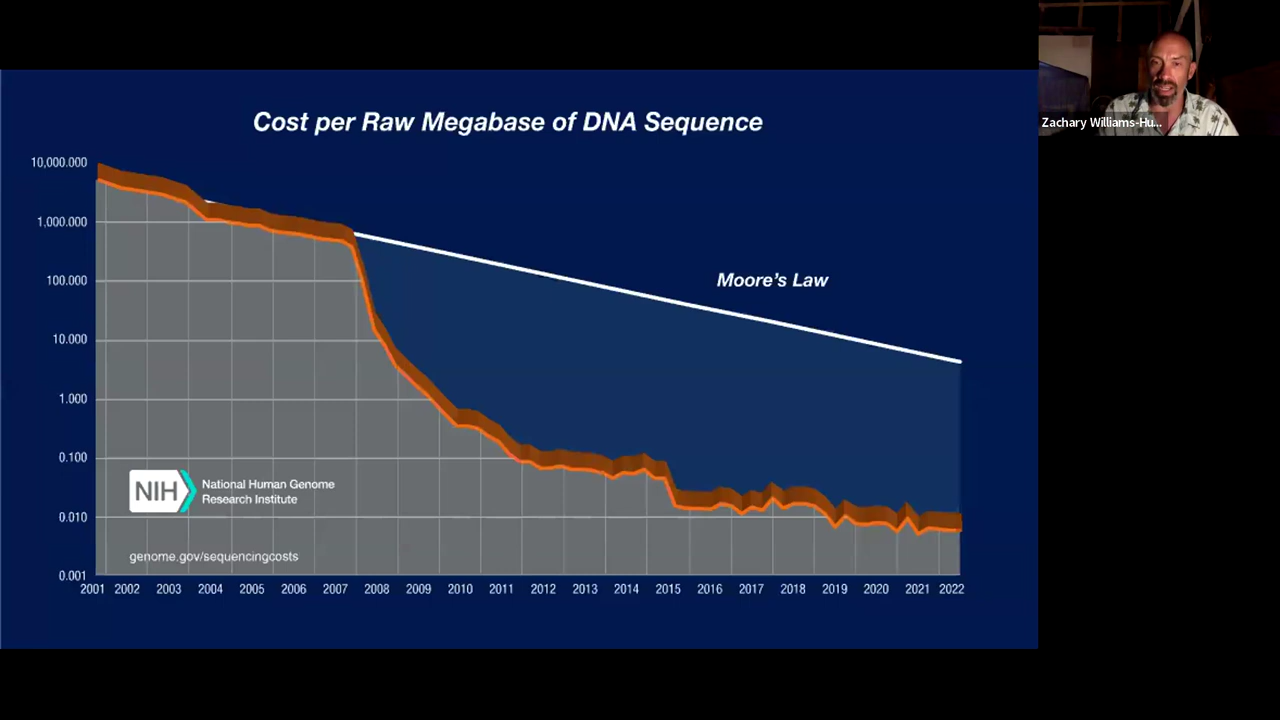 Cost per Raw Megabase of DNA Sequence
Zachary Williams-Hu...
10,000.000
1,000.000
100.000
10.000
1.000
0.100
0.010
0.001
Moore's Law
NIH
National Human Genome
Research Institute
genome.gov/sequencingcosts
2001 2002 2003 2004 2005 2006 2007 2008 2009 2010 2011 2012 2013 2014 2015 2016 2017 2018 2019 2020 2021 2022